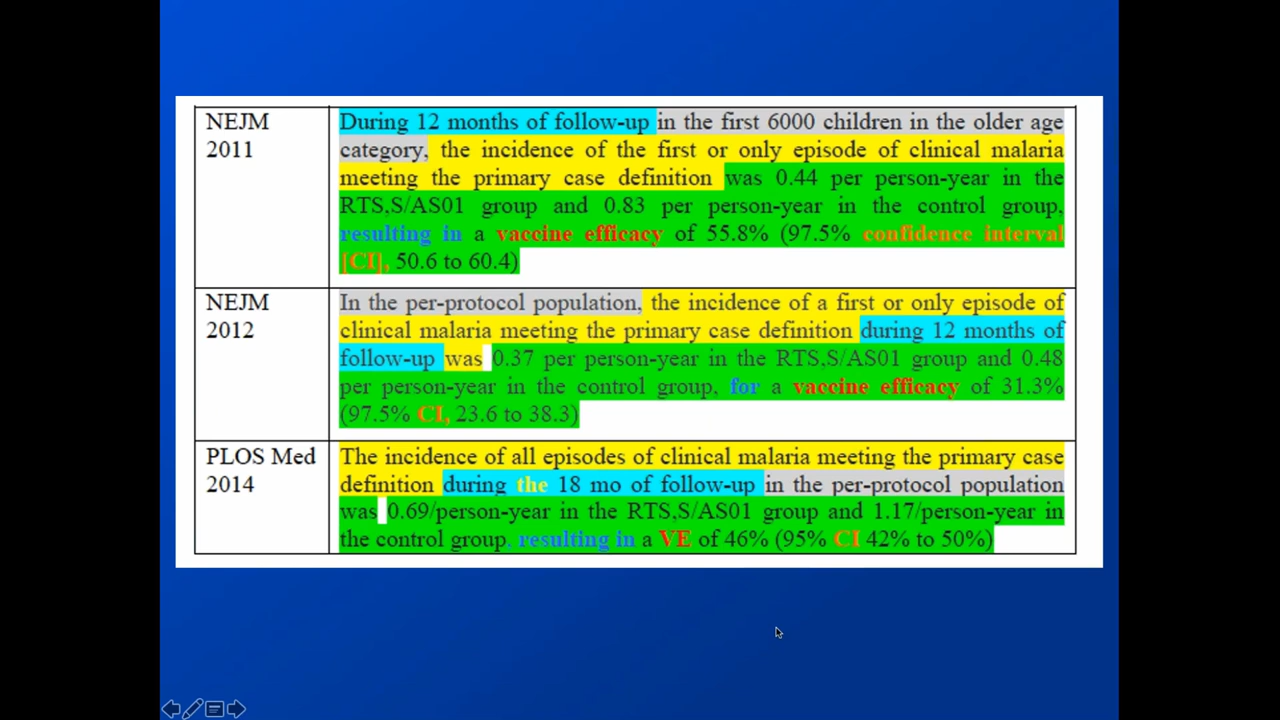 NEJM
2011
During 12 months of follow-up in the first 6000 children in the older age
category, the incidence of the first or only episode of clinical malaria
meeting the primary case definition was 0.44 per person-year in the
RTS,S/AS01 group and 0.83 per person-year in the control group,
resulting in a vaccine efficacy of 55.8% (97.5% confidence interval
[CI], 50.6 to 60.4)
NEJM
2012
In the per-protocol population, the incidence of a first or only episode of
clinical malaria meeting the primary case definition during 12 months of
follow-up was 0.37 per person-year in the RTS,S/AS01 group and 0.48
per person-year in the control group, for a vaccine efficacy of 31.3%
(97.5% CI, 23.6 to 38.3)
PLOS Med
2014
The incidence of all episodes of clinical malaria meeting the primary case
definition during the 18 mo of follow-up in the per-protocol population
was 0.69/person-year in the RTS,S/AS01 group and 1.17/person-year in
the control group, resulting in a VE of 46% (95% CI 42% to 50%)